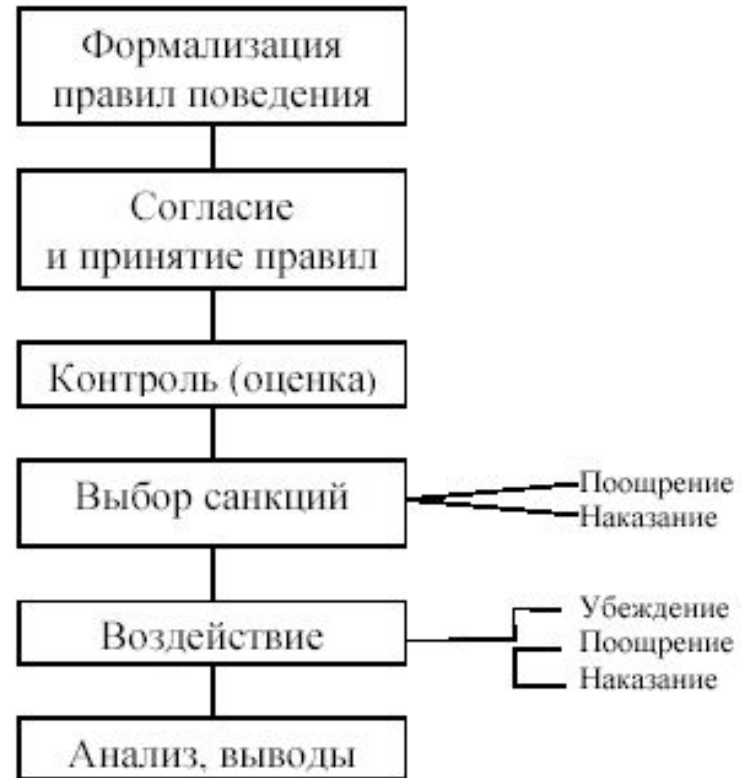 Формализация
правил поведения
Согласие
и принятие правил
Контроль (оценка)
Выбор санкций
Поощрение
Наказание
Воздействие
Убеждение
Поощрение
Наказание
Анализ, выводы